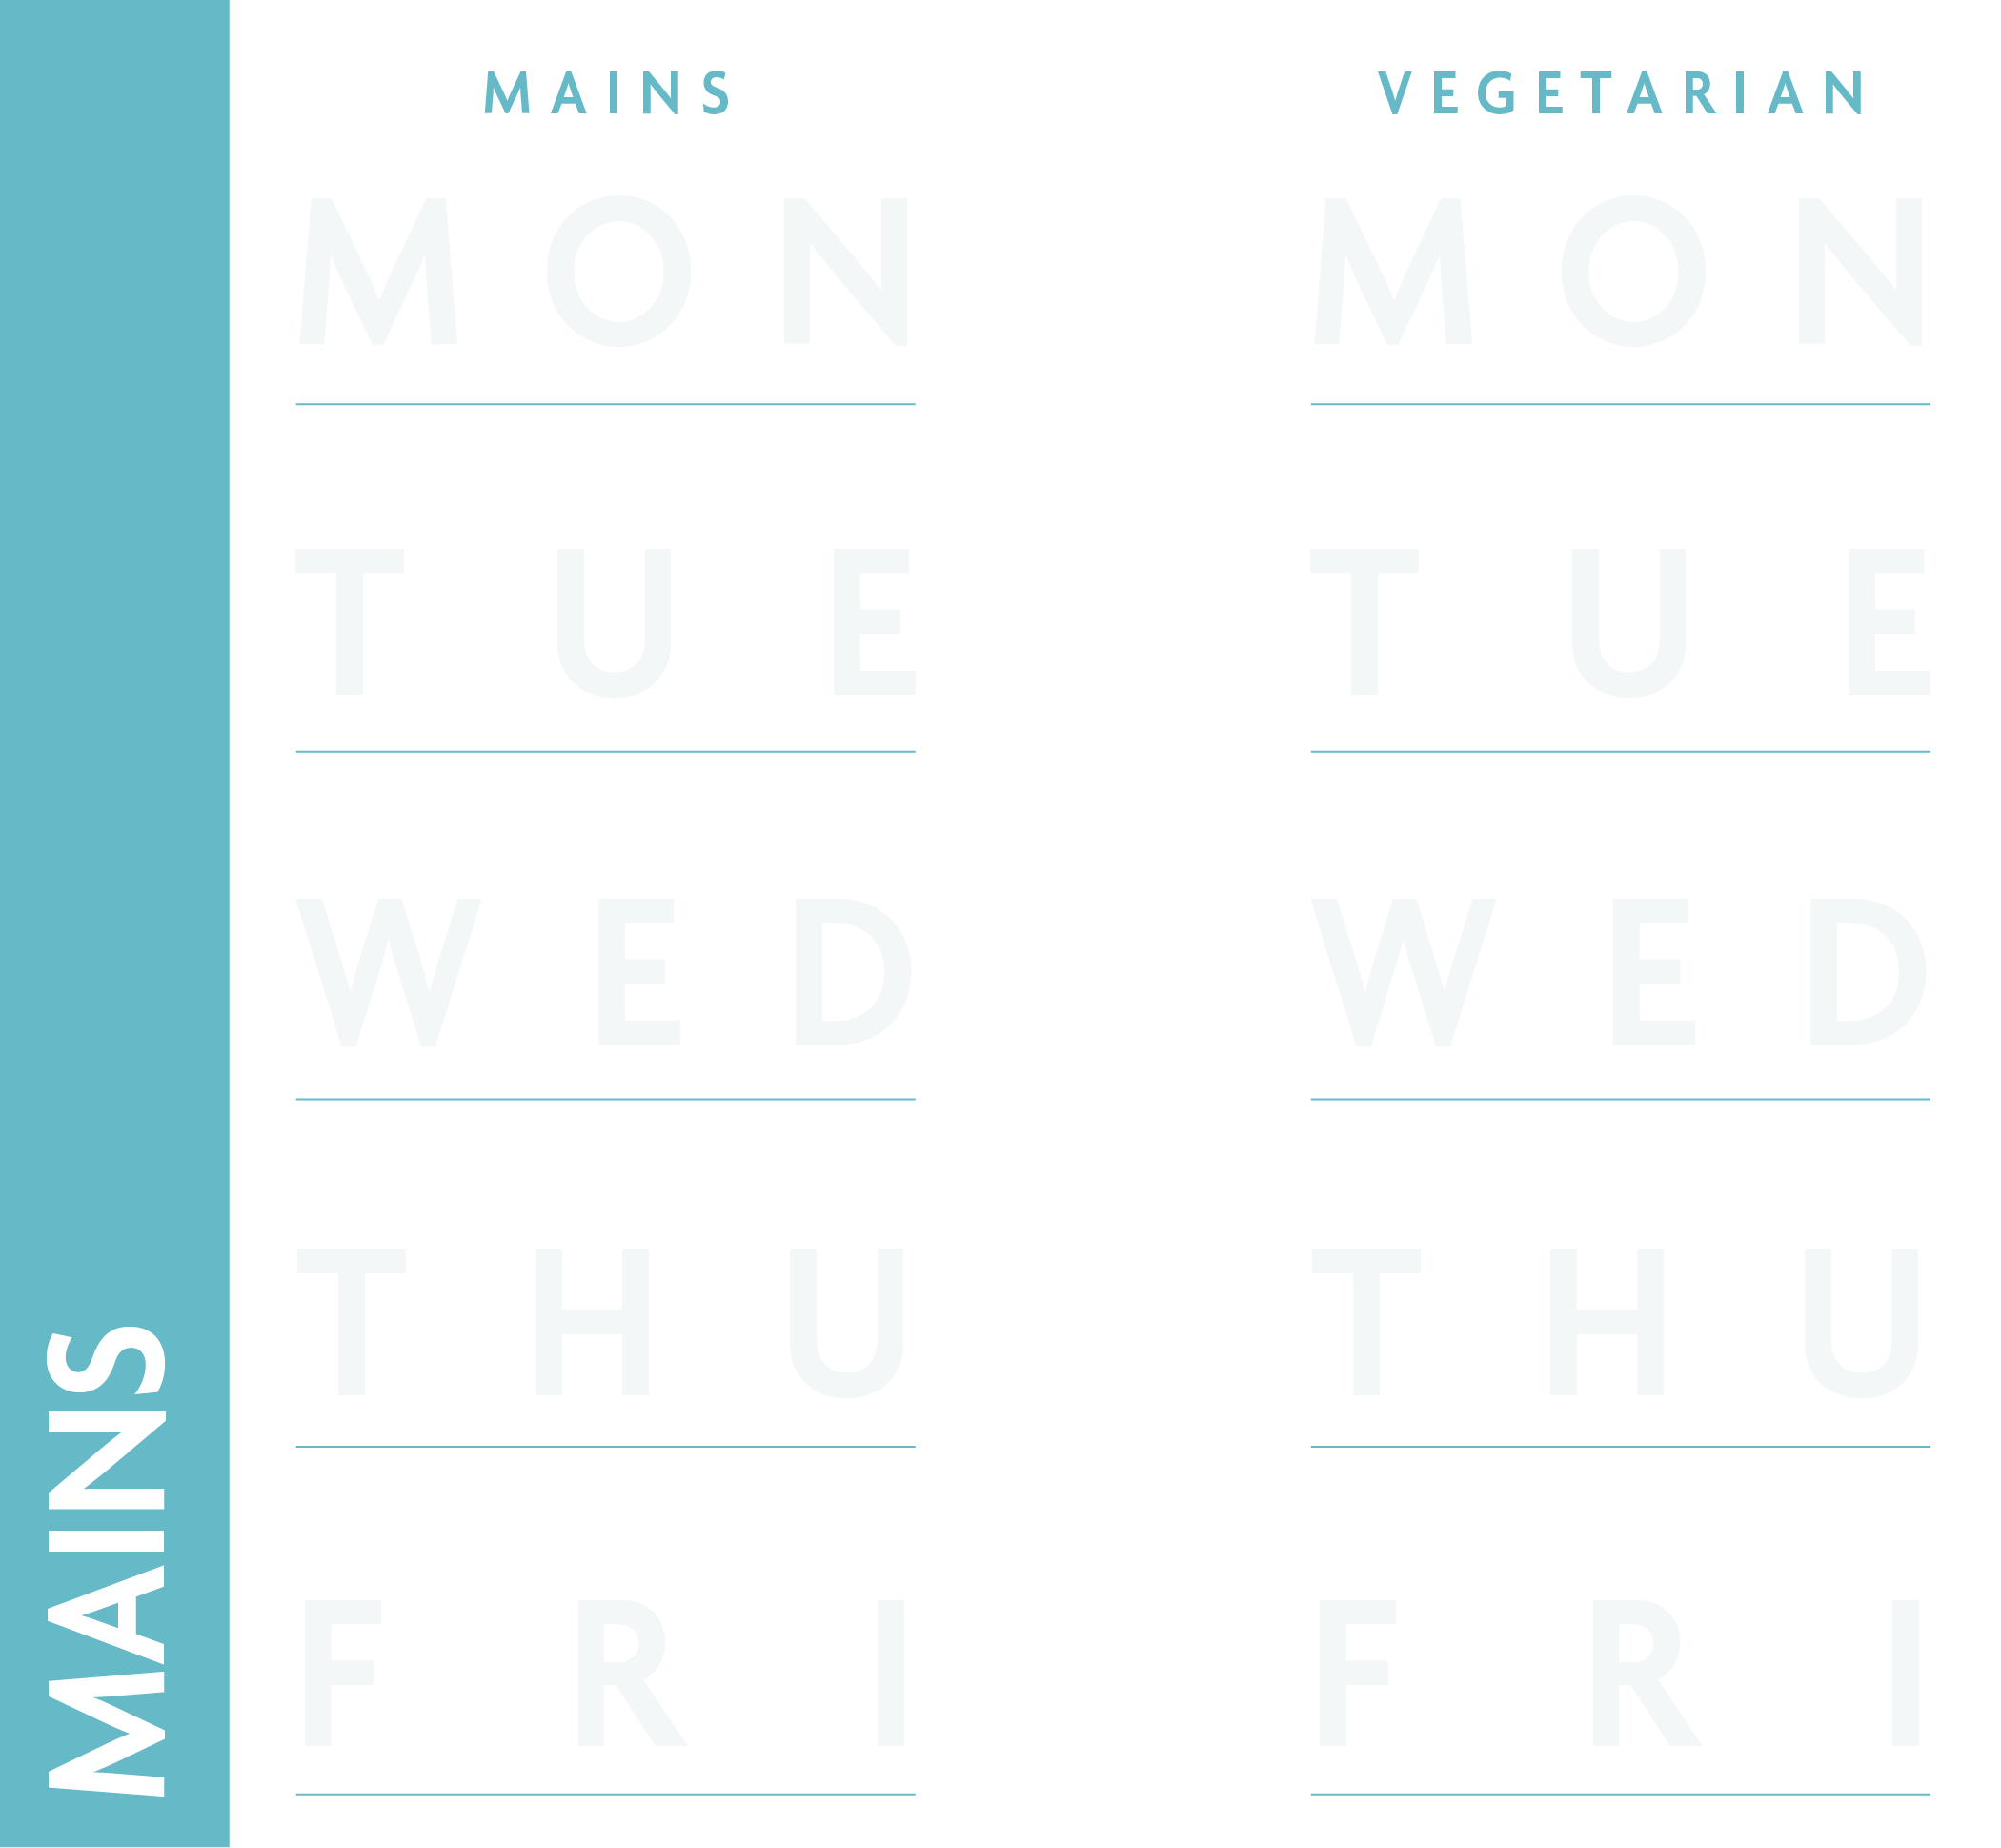 MAINS
MAINS
MON
TUE
WED
THU
FRI
VEGETARIAN
MON
TUE
WED
THU
FRI